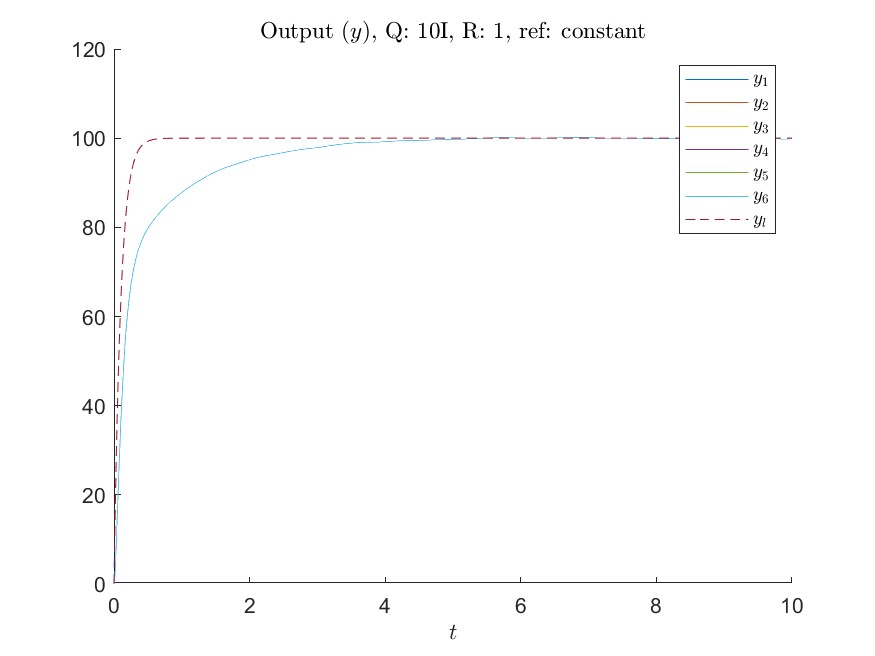 Output (y), Q: 10I, R: 1, ref: constant
120
100
80
60
40
20
0
0 2 4 6 8 10
t
y₁
y₂
y₃
y₄
y₅
y₆
yₗ